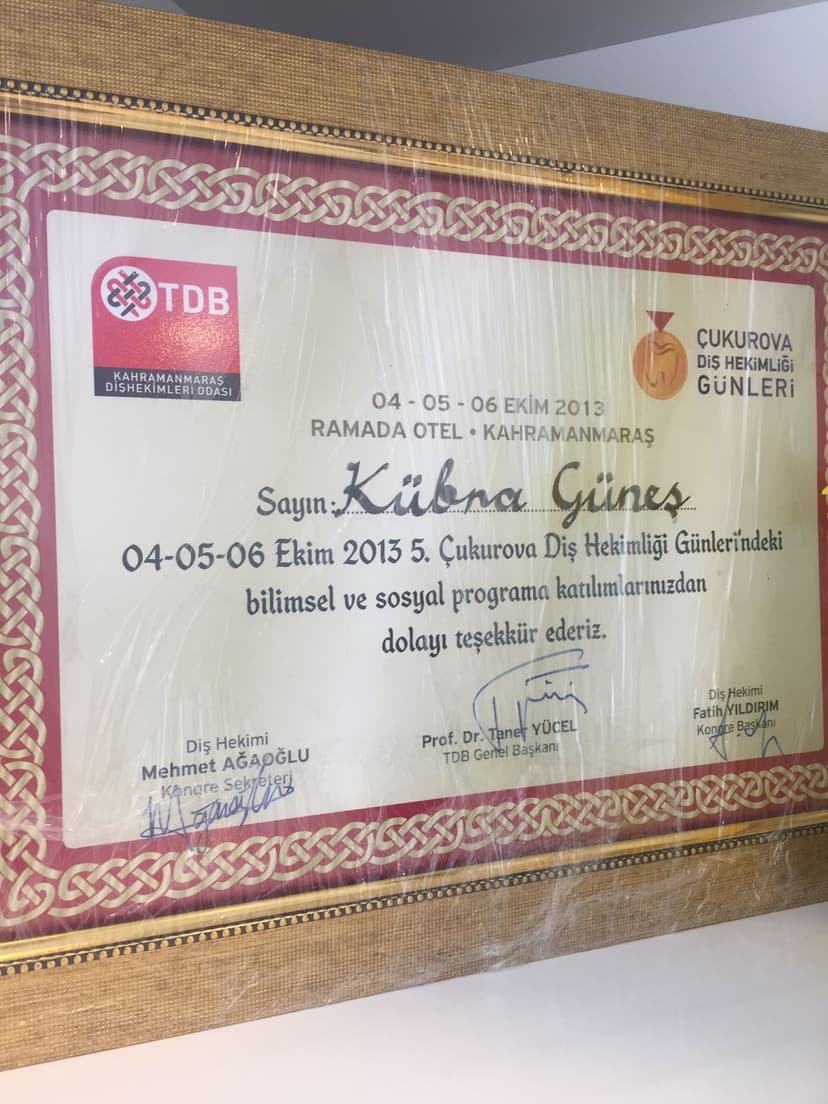 TDB
KAHRAMANMARAŞ
DİŞHEKİMLERİ ODASI
ÇUKUROVA
DİŞ HEKİMLİĞİ
GÜNLERİ
04 - 05 - 06 EKİM 2013
RAMADA OTEL • KAHRAMANMARAŞ
Sayın: Kübra Güneş
04-05-06 Ekim 2013 5. Çukurova Diş Hekimliği Günleri'ndeki
bilimsel ve sosyal programa katılımlarınızdan
dolayı teşekkür ederiz.
Diş Hekimi
Mehmet AĞAOĞLU
Kongre Sekreteri
Prof. Dr. Taner YÜCEL
TDB Genel Başkanı
Diş Hekimi
Fatih YILDIRIM
Kongre Başkanı